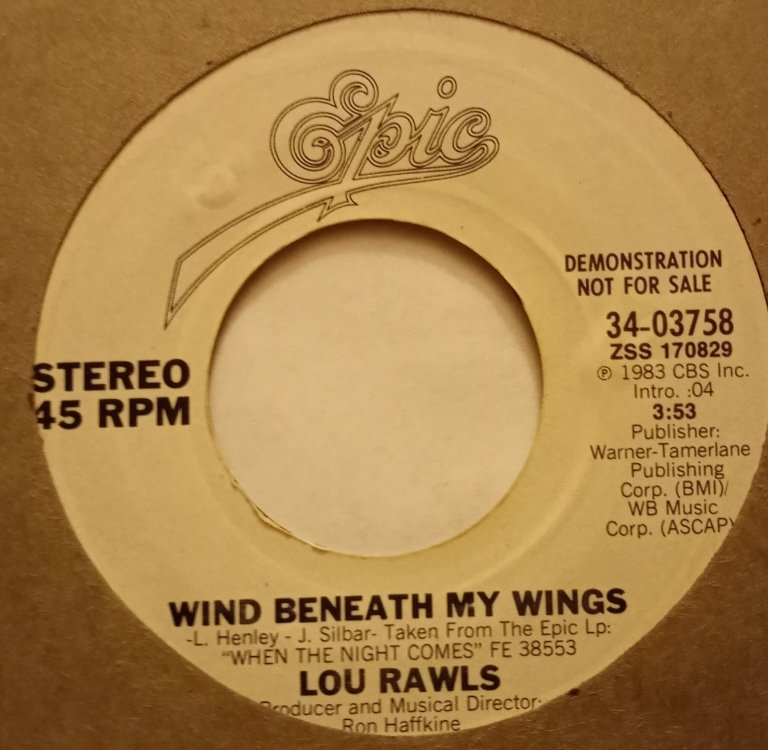 Epic
DEMONSTRATION
NOT FOR SALE
34-03758
ZSS 170829
℗ 1983 CBS Inc.
Intro. :04
3:53
Publisher:
Warner-Tamerlane
Publishing
Corp. (BMI)/
WB Music
Corp. (ASCAP)
STEREO
45 RPM
WIND BENEATH MY WINGS
-L. Henley - J. Silbar- Taken From The Epic Lp:
"WHEN THE NIGHT COMES" FE 38553
LOU RAWLS
Producer and Musical Director:
Ron Haffkine